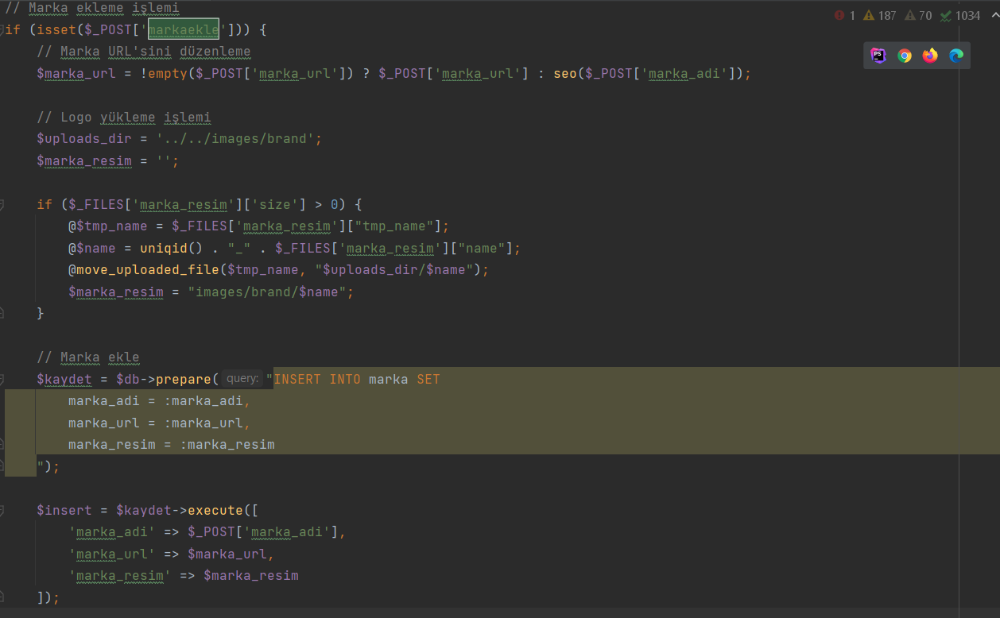 // Marka ekleme işlemi
1 187 70 1034
if (isset($_POST['markaekle'])) {
// Marka URL'sini düzenleme
PS
$marka_url = !empty($_POST['marka_url']) ? $_POST['marka_url'] : seo($_POST['marka_adi']);
// Logo yükleme işlemi
$uploads_dir = '../../images/brand';
$marka_resim = '';
if ($_FILES['marka_resim']['size'] > 0) {
@$tmp_name = $_FILES['marka_resim']["tmp_name"];
@$name = uniqid() . "_" . $_FILES['marka_resim']["name"];
@move_uploaded_file($tmp_name, "$uploads_dir/$name");
$marka_resim = "images/brand/$name";
}
// Marka ekle
$kaydet = $db->prepare( query: "INSERT INTO marka SET
marka_adi = :marka_adi,
marka_url = :marka_url,
marka_resim = :marka_resim
");
$insert = $kaydet->execute([
'marka_adi' => $_POST['marka_adi'],
'marka_url' => $marka_url,
'marka_resim' => $marka_resim
]);